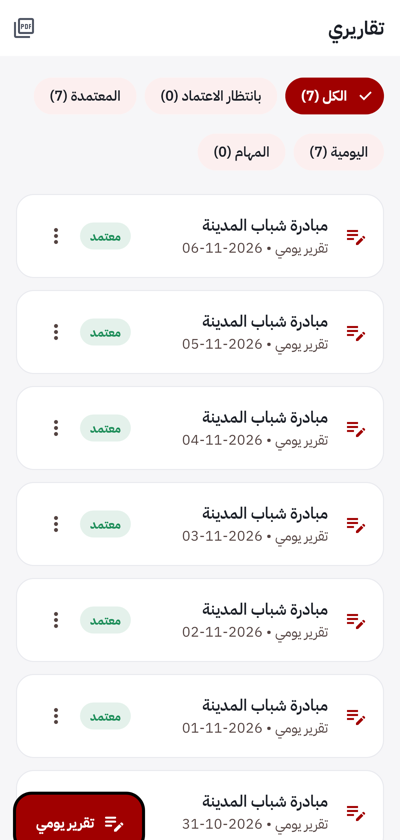 تقاريري
PDF
الكل (7)
بانتظار الاعتماد (0)
المعتمدة (7)
اليومية (7)
المهام (0)
مبادرة شباب المدينة
تقرير يومي • 2026-11-06
معتمد
مبادرة شباب المدينة
تقرير يومي • 2026-11-05
معتمد
مبادرة شباب المدينة
تقرير يومي • 2026-11-04
معتمد
مبادرة شباب المدينة
تقرير يومي • 2026-11-03
معتمد
مبادرة شباب المدينة
تقرير يومي • 2026-11-02
معتمد
مبادرة شباب المدينة
تقرير يومي • 2026-11-01
معتمد
مبادرة شباب المدينة
تقرير يومي • 2026-10-31
تقرير يومي